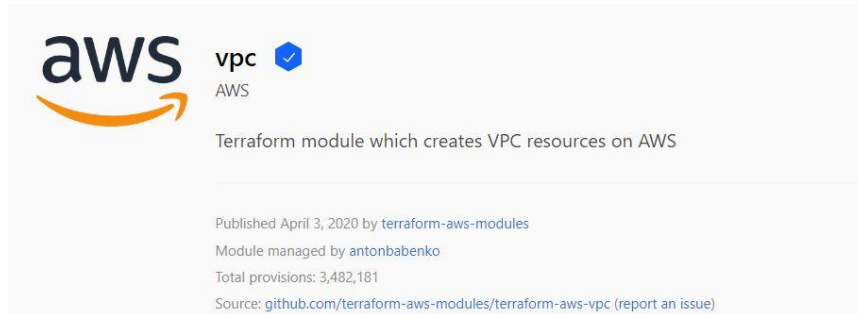 aws
vpc
AWS
Terraform module which creates VPC resources on AWS
Published April 3, 2020 by terraform-aws-modules
Module managed by antonbabenko
Total provisions: 3,482,181
Source: github.com/terraform-aws-modules/terraform-aws-vpc (report an issue)